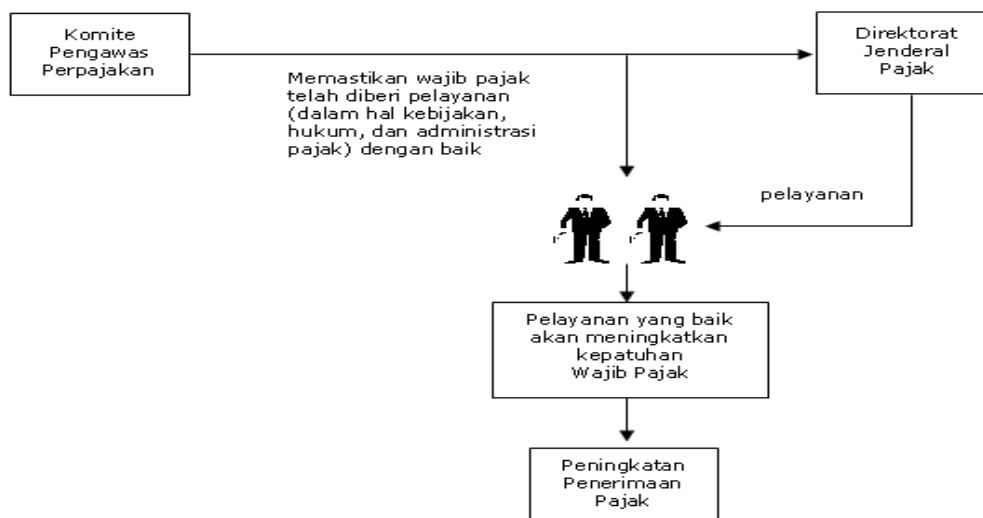 Komite
Pengawas
Perpajakan
Direktorat
Jenderal
Pajak
Memastikan wajib pajak
telah diberi pelayanan
(dalam hal kebijakan,
hukum, dan administrasi
pajak) dengan baik
pelayanan
Pelayanan yang baik
akan meningkatkan
kepatuhan
Wajib Pajak
Peningkatan
Penerimaan
Pajak